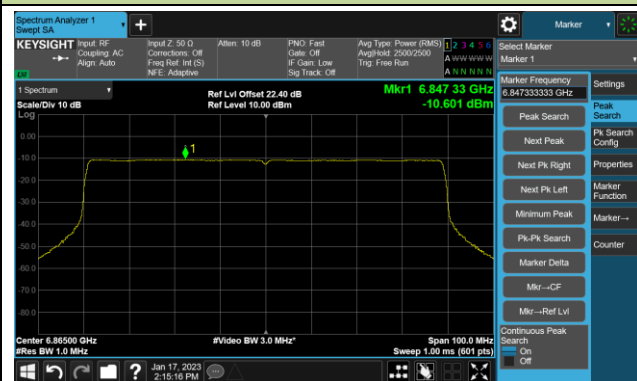 Spectrum Analyzer 1
Swept SA
Marker
KEYSIGHT
Input: RF
Coupling: AC
Align: Auto
Input Z: 50 Ω
Corrections: Off
Freq Ref: Int (S)
NFE: Adaptive
Atten: 10 dB
PNO: Fast
Gate: Off
IF Gain: Low
Sig Track: Off
Avg Type: Power (RMS)
Avg|Hold: 2500/2500
Trig: Free Run
1 2 3 4 5 6
A W W W W W
A N N N N N
Select Marker
Marker 1
1 Spectrum
Scale/Div 10 dB
Log
Ref Lvl Offset 22.40 dB
Ref Level 10.00 dBm
Mkr1 6.847 33 GHz
-10.601 dBm
1
0.00
-10.0
-20.0
-30.0
-40.0
-50.0
-60.0
-70.0
-80.0
Center 6.86500 GHz
#Res BW 1.0 MHz
#Video BW 3.0 MHz*
Span 100.0 MHz
Sweep 1.00 ms (601 pts)
Marker Frequency
6.847333333 GHz
Peak Search
Next Peak
Next Pk Right
Next Pk Left
Minimum Peak
Pk-Pk Search
Marker Delta
Mkr→CF
Mkr→Ref Lvl
Continuous Peak
Search
On
Off
Settings
Peak
Search
Pk Search
Config
Properties
Marker
Function
Marker→
Counter
?
Jan 17, 2023
2:15:16 PM